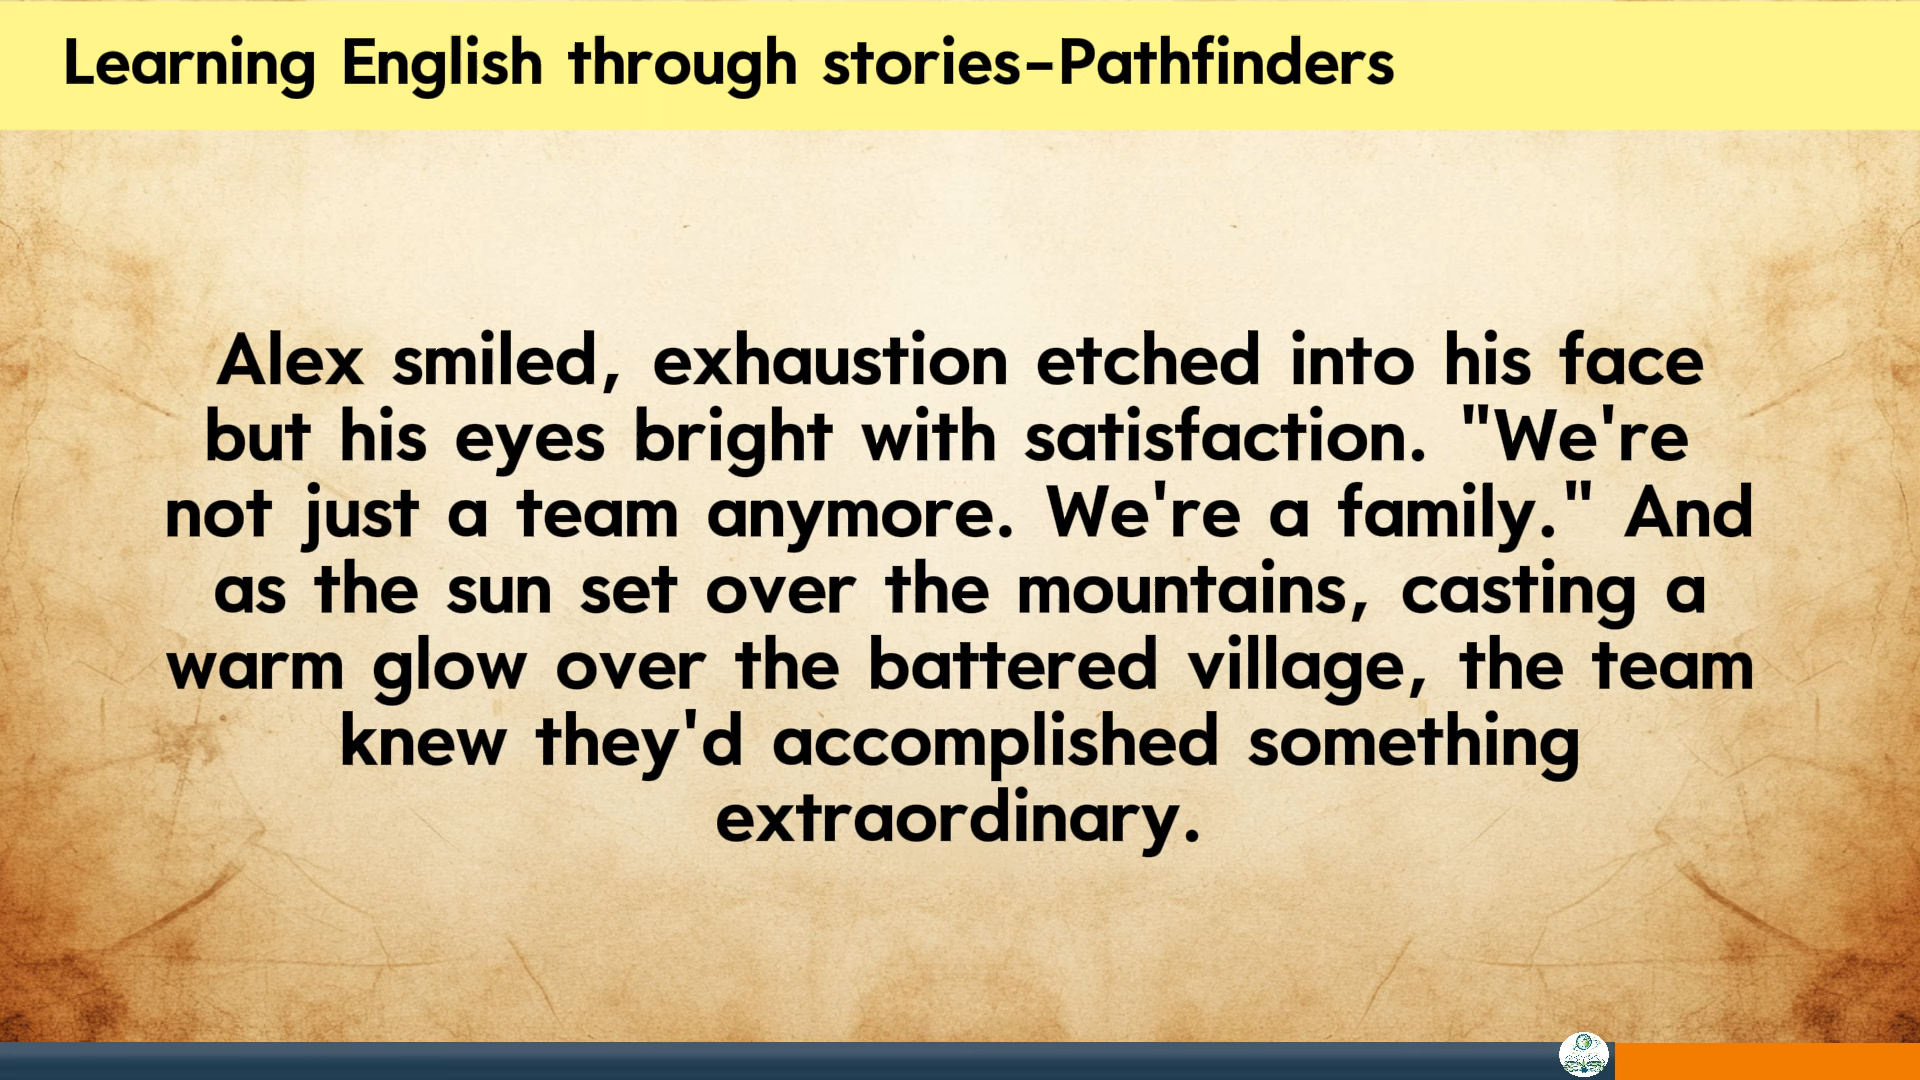 Learning English through stories-Pathfinders
Alex smiled, exhaustion etched into his face
but his eyes bright with satisfaction. "We're
not just a team anymore. We're a family." And
as the sun set over the mountains, casting a
warm glow over the battered village, the team
knew they'd accomplished something
extraordinary.